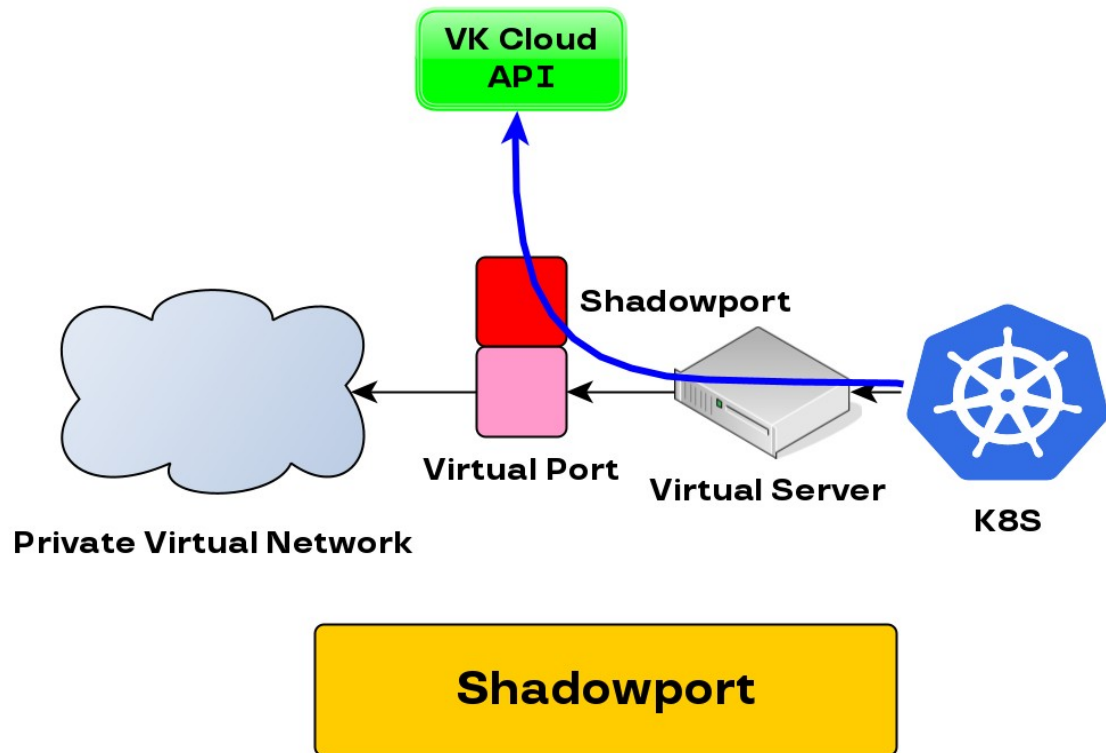 VK Cloud
API
Shadowport
Virtual Port
Virtual Server
K8S
Private Virtual Network
Shadowport